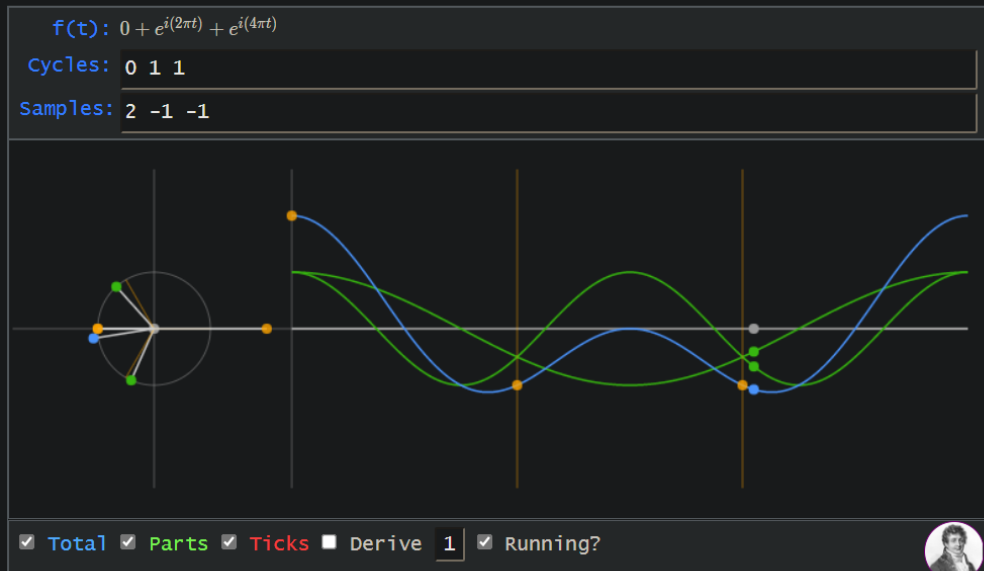 f(t): 0 + e^{i(2πt)} + e^{i(4πt)}
Cycles: 0 1 1
Samples: 2 -1 -1
Total Parts Ticks Derive 1 Running?